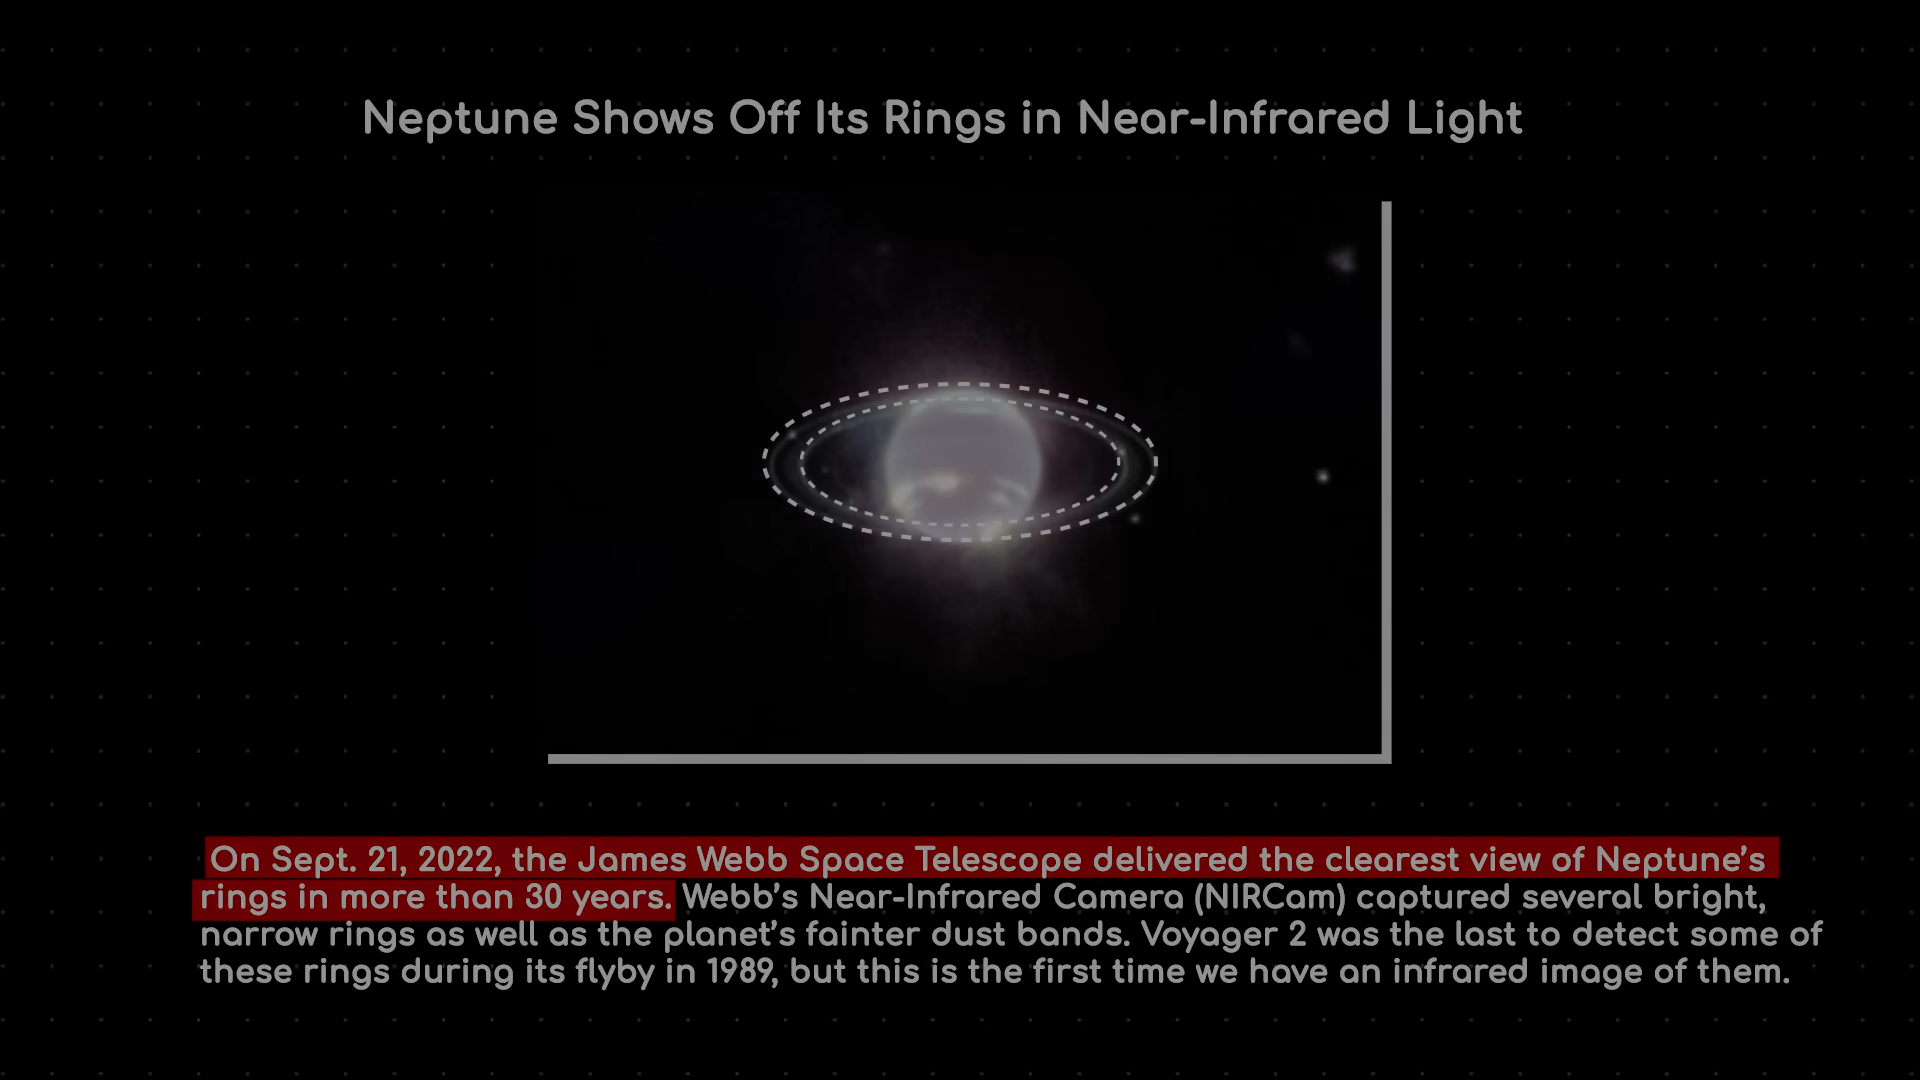 Neptune Shows Off Its Rings in Near-Infrared Light
On Sept. 21, 2022, the James Webb Space Telescope delivered the clearest view of Neptune’s
rings in more than 30 years. Webb’s Near-Infrared Camera (NIRCam) captured several bright,
narrow rings as well as the planet’s fainter dust bands. Voyager 2 was the last to detect some of
these rings during its flyby in 1989, but this is the first time we have an infrared image of them.